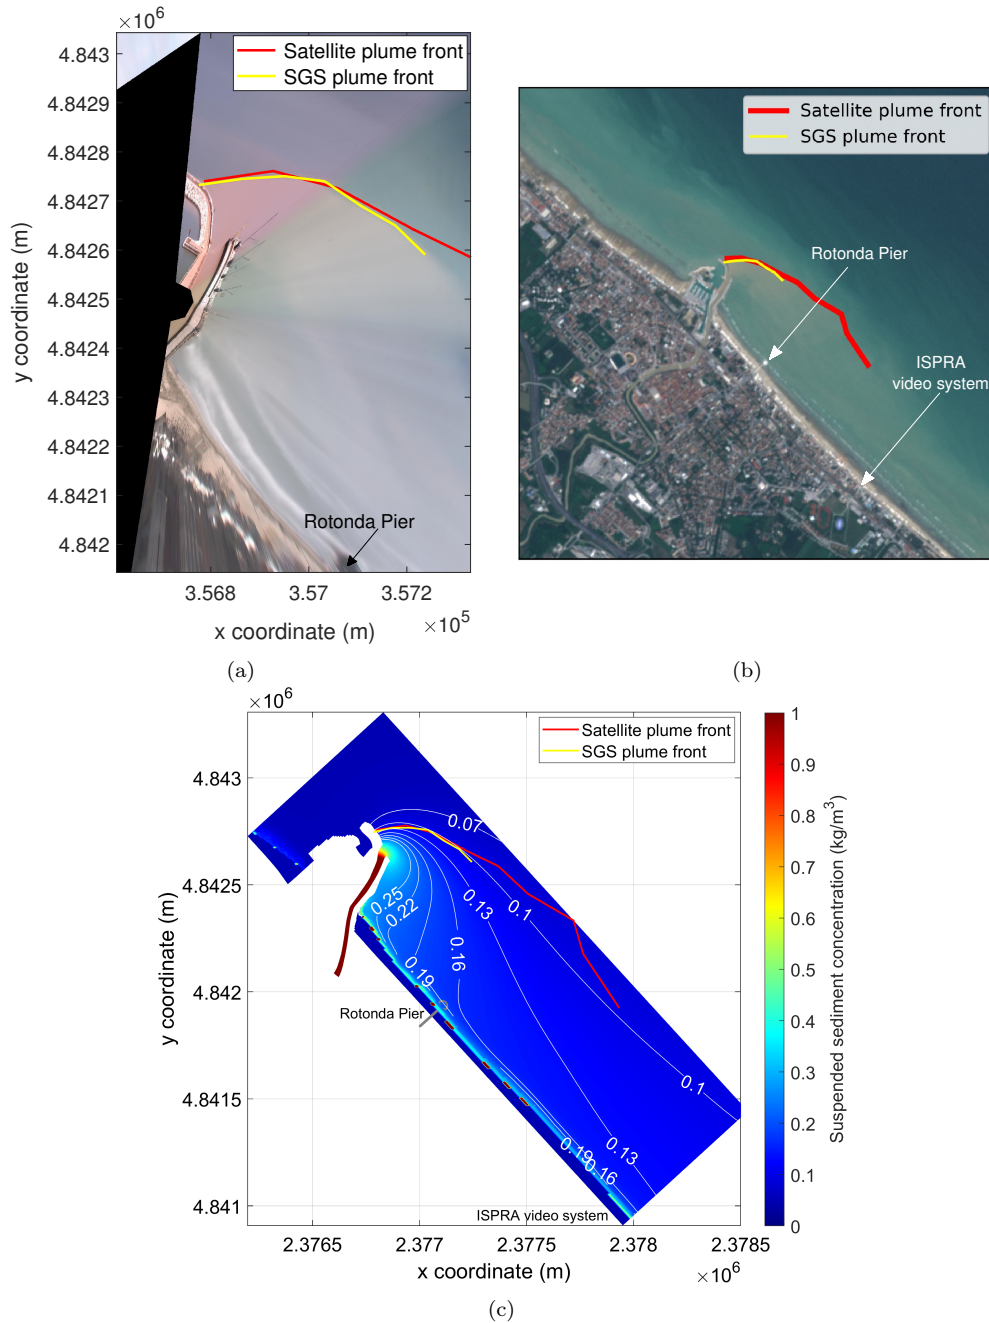 ×10⁶
4.843
4.8429
4.8428
4.8427
4.8426
4.8425
4.8424
4.8423
4.8422
4.8421
4.842
y coordinate (m)
Satellite plume front
SGS plume front
Rotonda Pier
3.568
3.57
3.572
×10⁵
x coordinate (m)
(a)
Satellite plume front
SGS plume front
Rotonda Pier
ISPRA
video system
(b)
×10⁶
4.843
4.8425
4.842
4.8415
4.841
y coordinate (m)
Satellite plume front
SGS plume front
0.07
0.25
0.22
0.13
0.1
0.16
0.19
Rotonda Pier
0.1
0.19
0.13
0.16
ISPRA video system
2.3765
2.377
2.3775
2.378
2.3785
x coordinate (m)
×10⁶
1
0.9
0.8
0.7
0.6
0.5
0.4
0.3
0.2
0.1
0
Suspended sediment concentration (kg/m³)
(c)